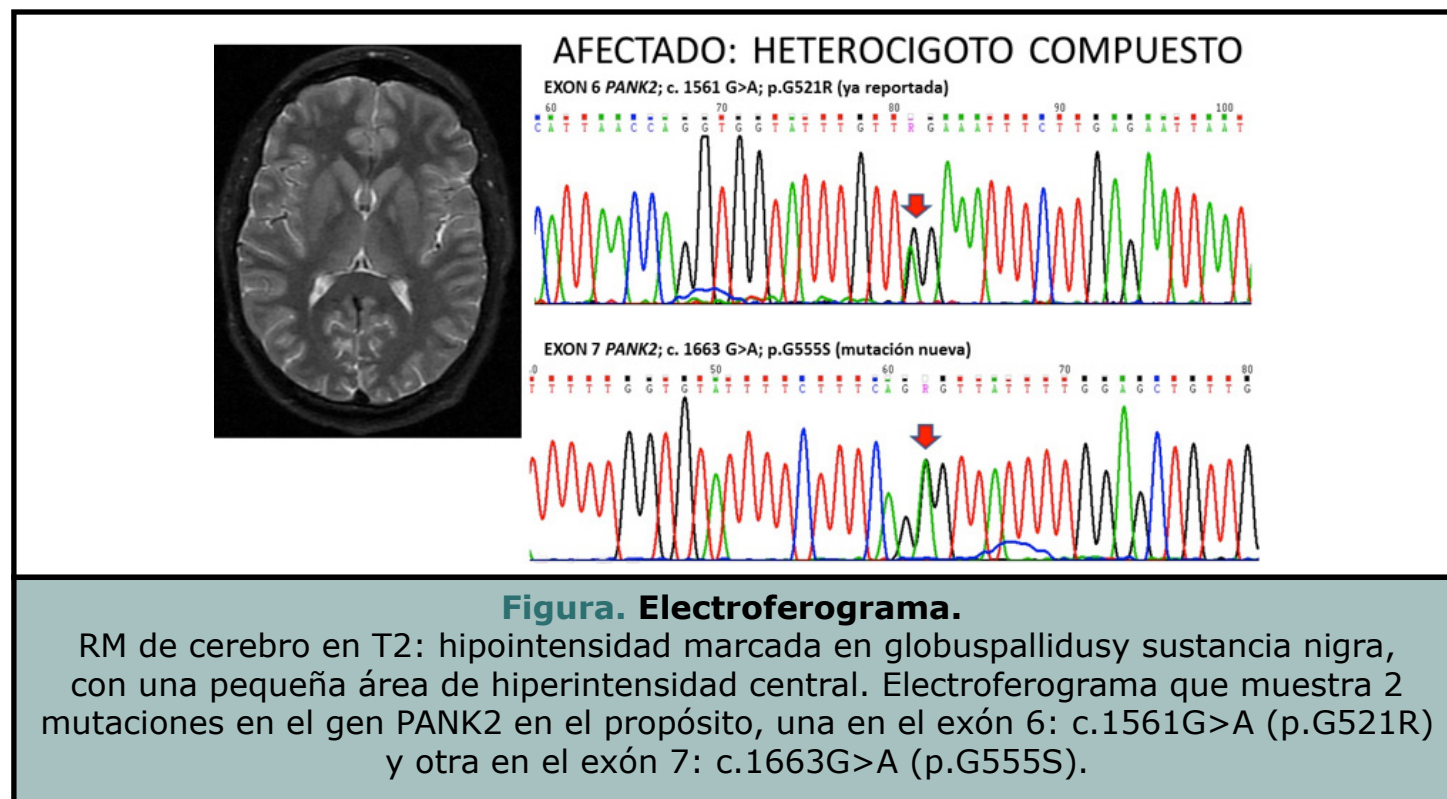 AFECTADO: HETEROCIGOTO COMPUESTO
EXON 6 PANK2; c. 1561 G>A; p.G521R (ya reportada)
60 70 80 90 100
C A T T A A C C A G G T G G T A T T T G T T R G A A A T T T C T T G A G A A T T A A T
EXON 7 PANK2; c. 1663 G>A; p.G555S (mutación nueva)
50 60 70 80
T T T T G G T G T A T T T T C T T T C A G R G T T A T T T T G G A G C T G T T G
Figura. Electroferograma.
RM de cerebro en T2: hipointensidad marcada en globuspallidusy sustancia nigra,
con una pequeña área de hiperintensidad central. Electroferograma que muestra 2
mutaciones en el gen PANK2 en el propósito, una en el exón 6: c.1561G>A (p.G521R)
y otra en el exón 7: c.1663G>A (p.G555S).